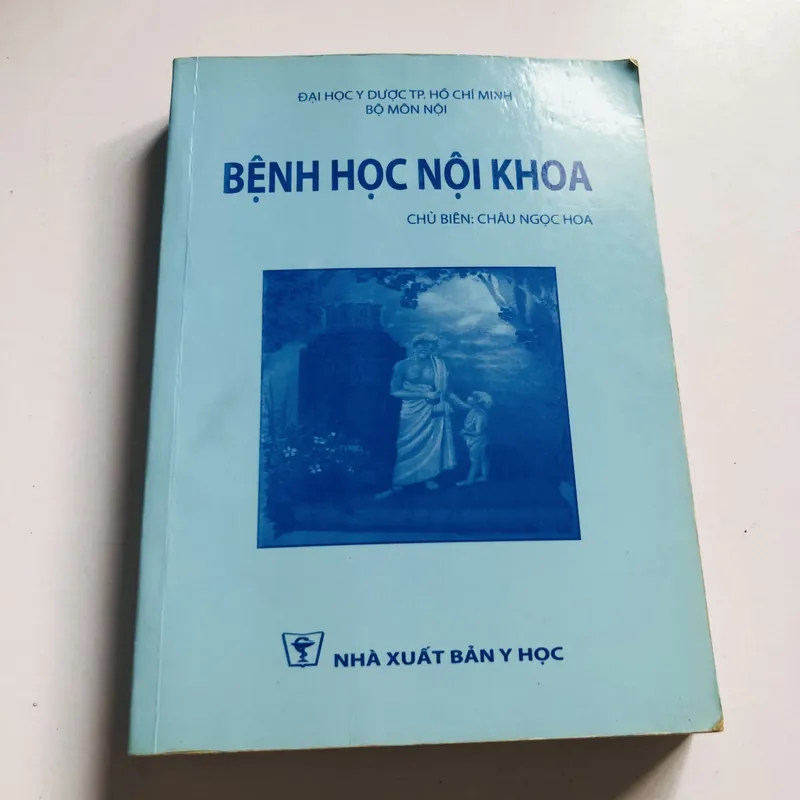 ĐẠI HỌC Y DƯỢC TP. HỒ CHÍ MINH
BỘ MÔN NỘI
BỆNH HỌC NỘI KHOA
CHỦ BIÊN: CHÂU NGỌC HOA
NHÀ XUẤT BẢN Y HỌC